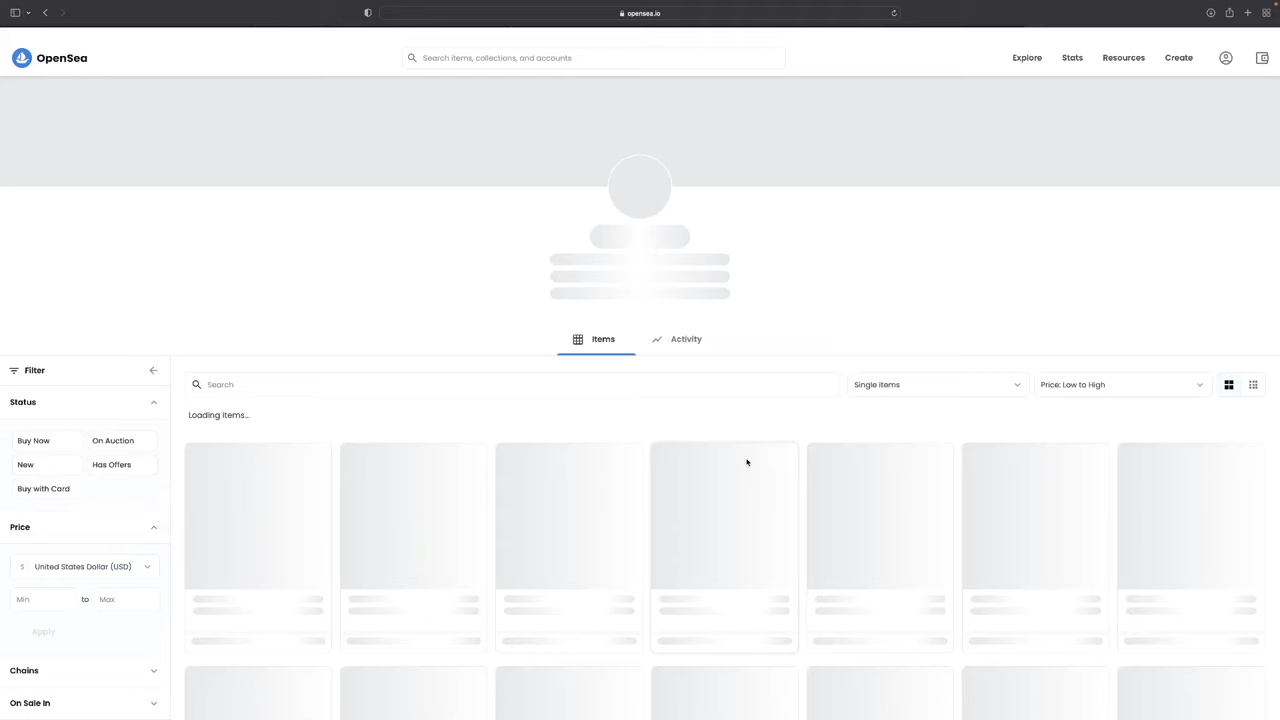 opensea.io
OpenSea
Search items, collections, and accounts
Explore
Stats
Resources
Create
Items
Activity
Filter
Search
Single items
Price: Low to High
Status
Loading items...
Buy Now
On Auction
New
Has Offers
Buy with Card
Price
$ United States Dollar (USD)
Min
to
Max
Apply
Chains
On Sale In